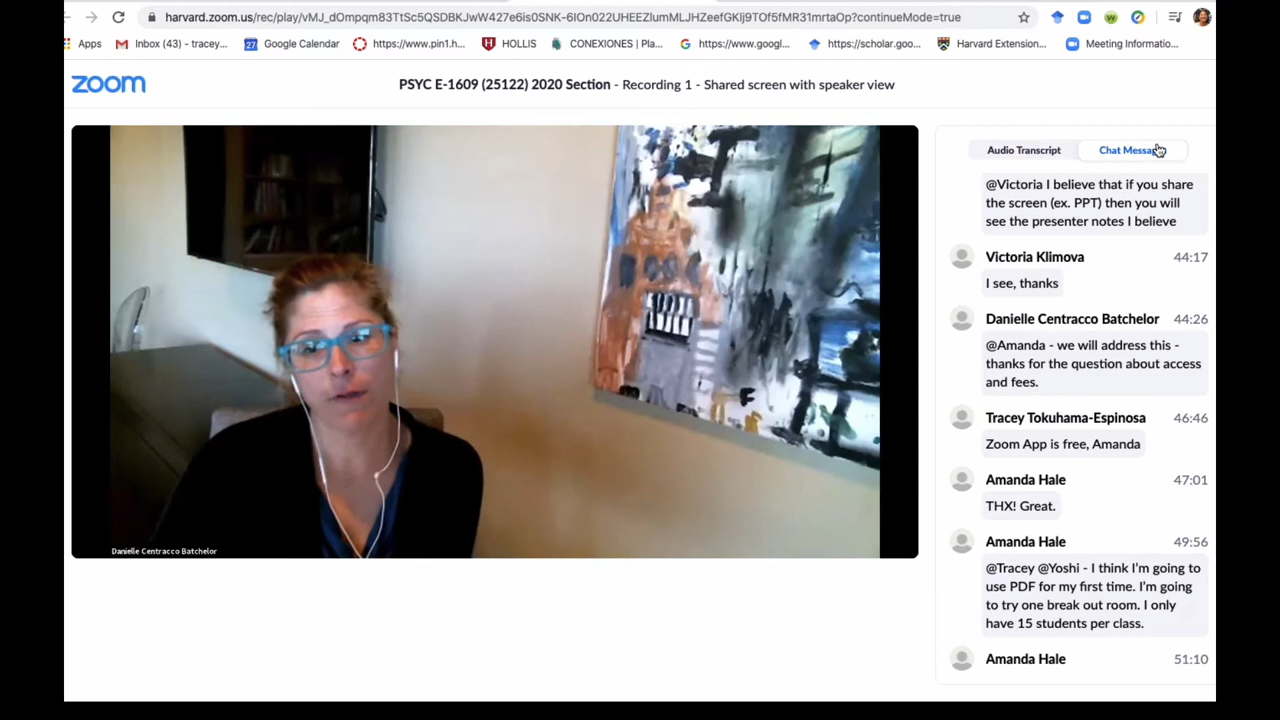 harvard.zoom.us/rec/play/vMJ_dOmpqm83TtSc5QSDBKJwW427e6is0SNK-6IOn022UHEEZlumMLJHZeefGKlj9TOf5fMR31mrtaOp?continueMode=true
Apps Inbox (43) - tracey... Google Calendar https://www.pin1.h... HOLLIS CONEXIONES | Pla... https://www.googl... https://scholar.goo... Harvard Extension... Meeting Informatio...
zoom PSYC E-1609 (25122) 2020 Section - Recording 1 - Shared screen with speaker view
Audio Transcript Chat Messages
@Victoria I believe that if you share
the screen (ex. PPT) then you will
see the presenter notes I believe
Victoria Klimova 44:17
I see, thanks
Danielle Centracco Batchelor 44:26
@Amanda - we will address this -
thanks for the question about access
and fees.
Tracey Tokuhama-Espinosa 46:46
Zoom App is free, Amanda
Amanda Hale 47:01
THX! Great.
Amanda Hale 49:56
@Tracey @Yoshi - I think I'm going to
use PDF for my first time. I'm going
to try one break out room. I only
have 15 students per class.
Amanda Hale 51:10
Danielle Centracco Batchelor